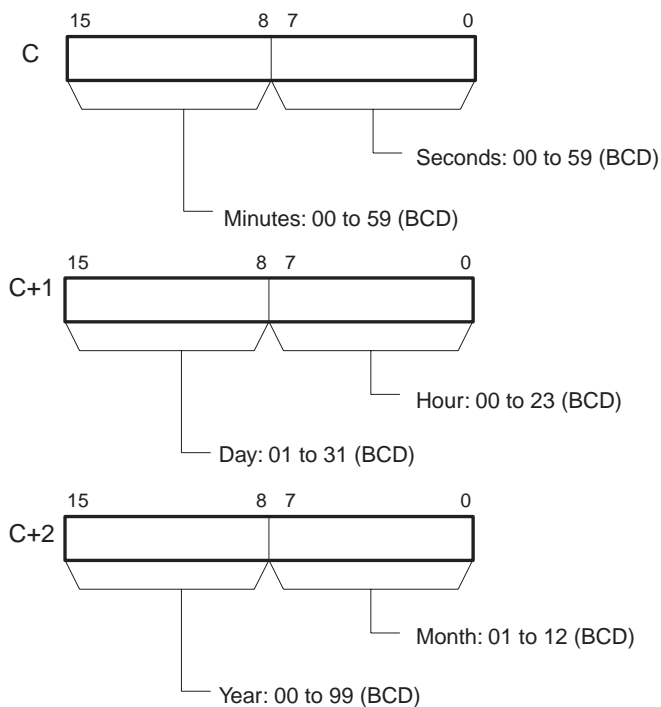 15 8 7 0
C
Seconds: 00 to 59 (BCD)
Minutes: 00 to 59 (BCD)
15 8 7 0
C+1
Hour: 00 to 23 (BCD)
Day: 01 to 31 (BCD)
15 8 7 0
C+2
Month: 01 to 12 (BCD)
Year: 00 to 99 (BCD)